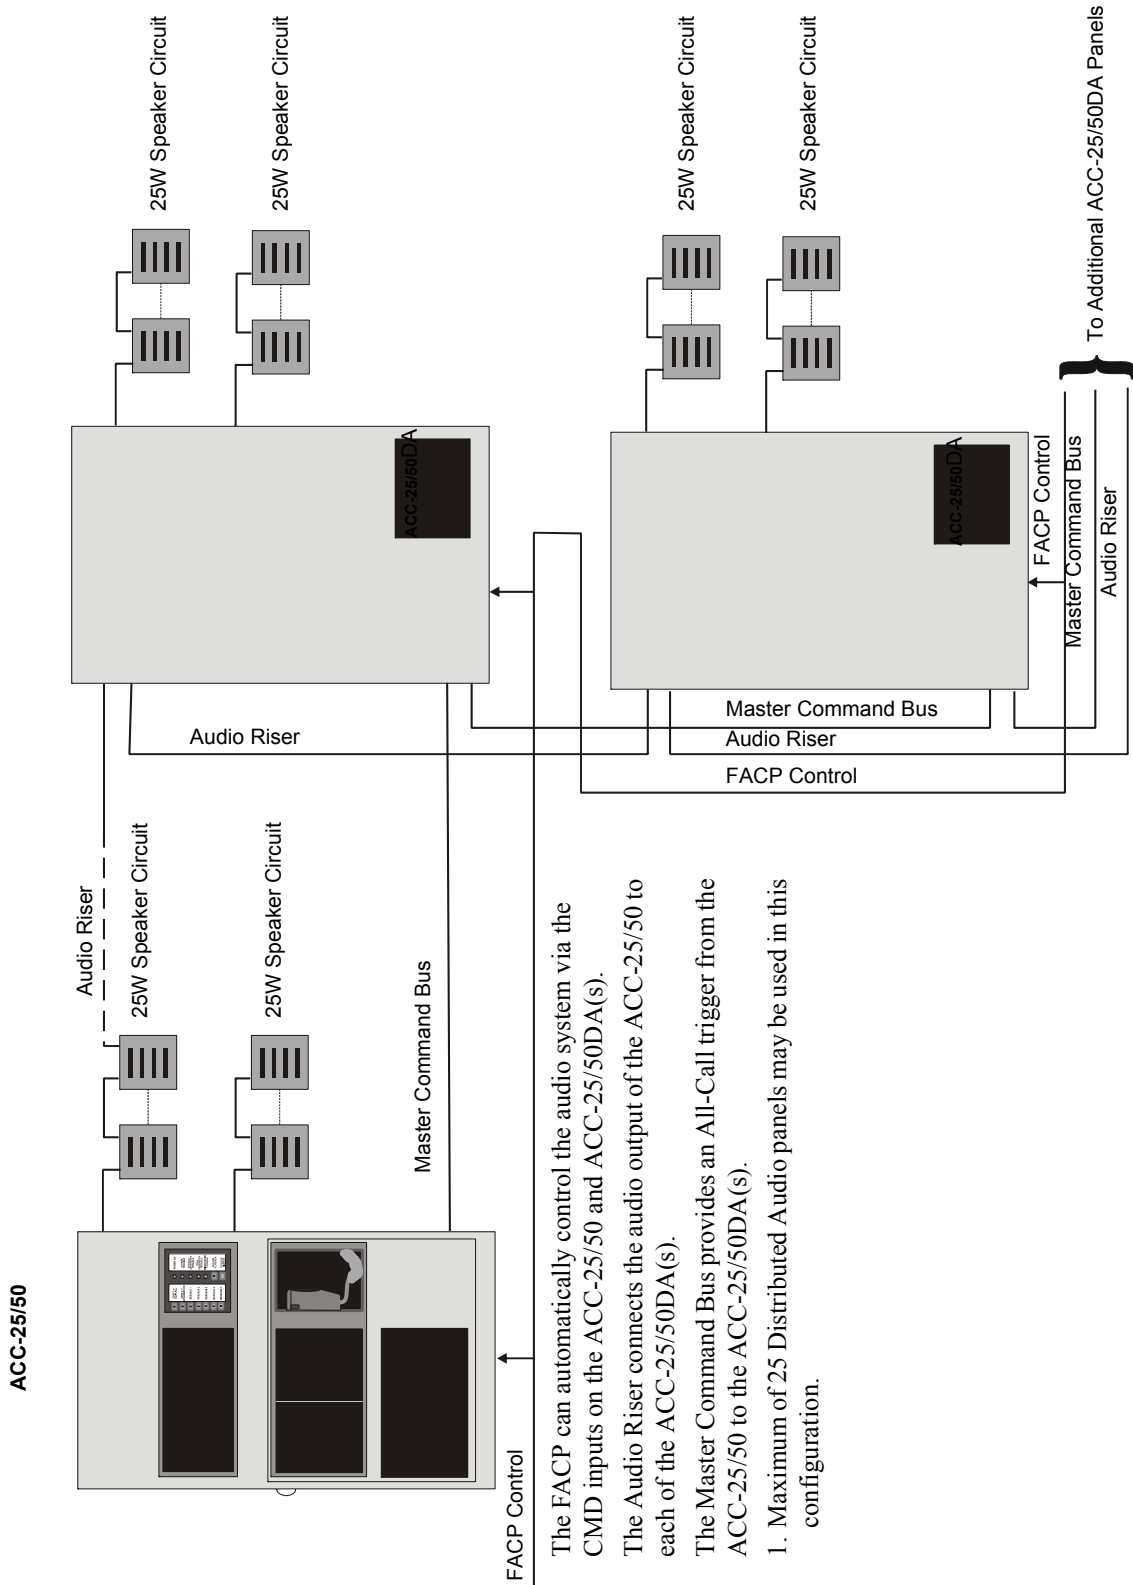 ACC-25/50
Audio Riser
25W Speaker Circuit
25W Speaker Circuit
Master Command Bus
FACP Control
Audio Riser
25W Speaker Circuit
25W Speaker Circuit
ACC-25/50DA
25W Speaker Circuit
25W Speaker Circuit
ACC-25/50DA
Master Command Bus
Audio Riser
FACP Control
FACP Control
Master Command Bus
Audio Riser
To Additional ACC-25/50DA Panels
The FACP can automatically control the audio system via the
CMD inputs on the ACC-25/50 and ACC-25/50DA(s).
The Audio Riser connects the audio output of the ACC-25/50 to
each of the ACC-25/50DA(s).
The Master Command Bus provides an All-Call trigger from the
ACC-25/50 to the ACC-25/50DA(s).
1. Maximum of 25 Distributed Audio panels may be used in this
configuration.